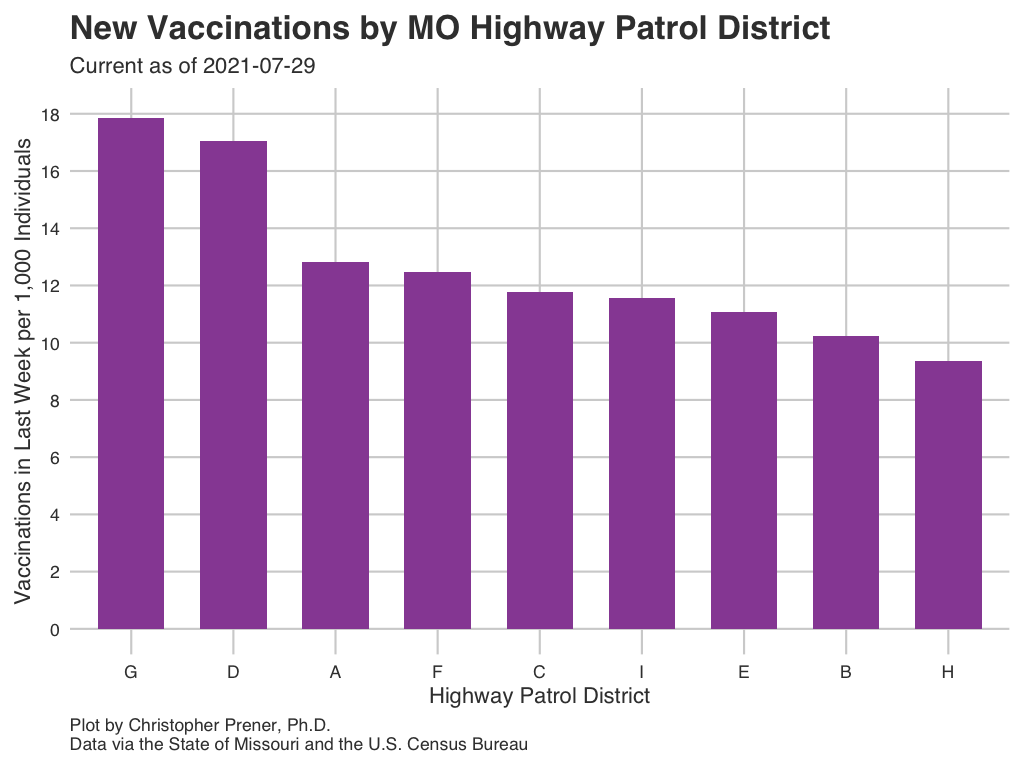 New Vaccinations by MO Highway Patrol District
Current as of 2021-07-29
Vaccinations in Last Week per 1,000 Individuals
18
16
14
12
10
8
6
4
2
0
G D A F C I E B H
Highway Patrol District
Plot by Christopher Prener, Ph.D.
Data via the State of Missouri and the U.S. Census Bureau